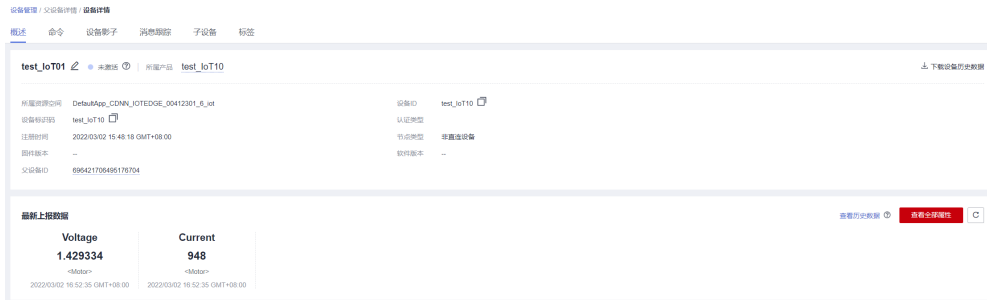 设备管理 / 父设备详情 / 设备详情
概述 命令 设备影子 消息跟踪 子设备 标签
test_IoT01 未激活 所属产品 test_IoT10 下载设备历史数据
所属资源空间 DefaultApp_CDNN_IOTEDGE_00412301_6_iot 设备ID test_IoT10
设备标识码 test_IoT10 认证类型
注册时间 2022/03/02 15:48:18 GMT+08:00 节点类型 非直连设备
固件版本 -- 软件版本 --
父设备ID 696421706495176704
最新上报数据 查看历史数据 查看全部属性
Voltage Current
1.429334 948
<Motor> <Motor>
2022/03/02 16:52:35 GMT+08:00 2022/03/02 16:52:35 GMT+08:00